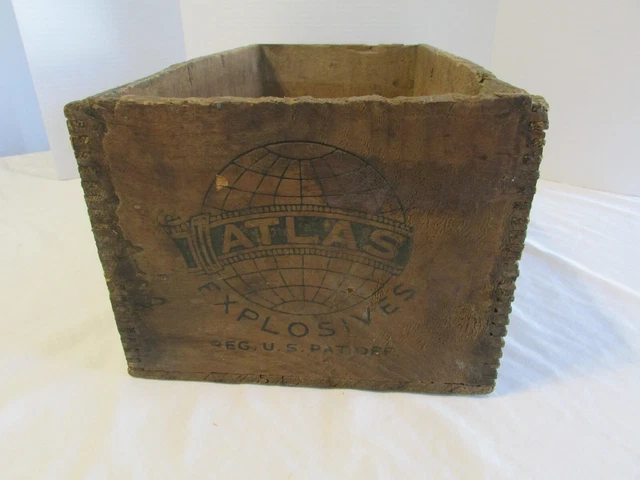 ATLAS
EXPLOSIVES
REG. U.S. PAT. OFF.